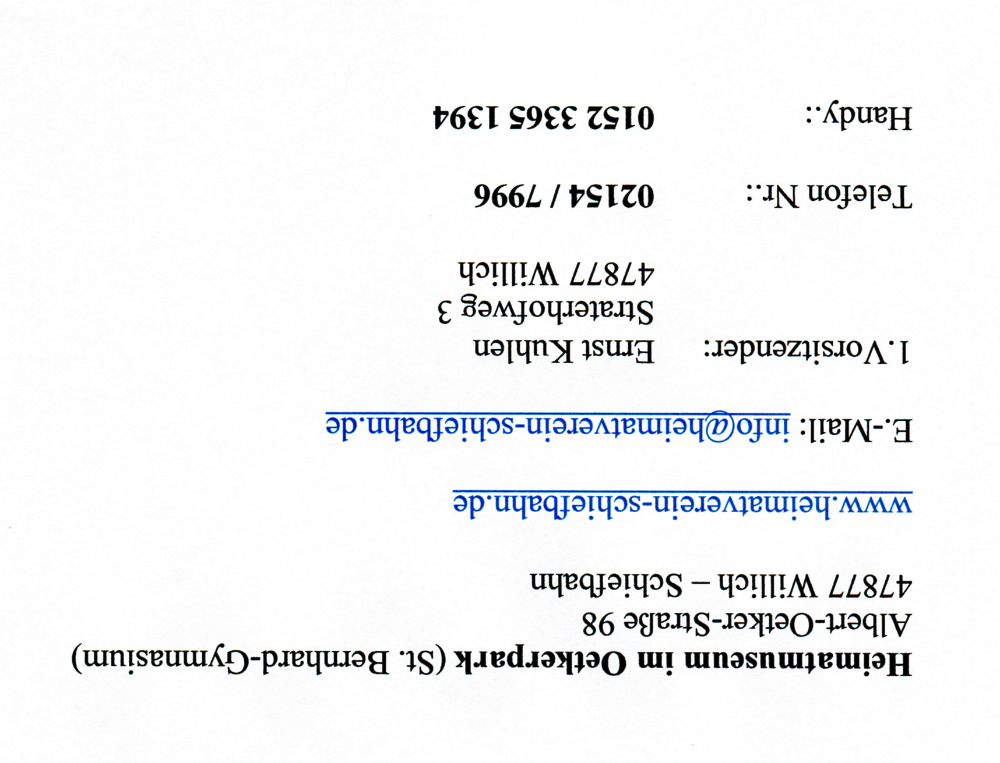 Heimatmuseum im Oetkerpark (St. Bernhard-Gymnasium)
Albert-Oetker-Straße 98
47877 Willich – Schiefbahn
www.heimatverein-schiefbahn.de
E.-Mail: info@heimatverein-schiefbahn.de
1.Vorsitzender: Ernst Kuhlen
Straterhofweg 3
47877 Willich
Telefon Nr.: 02154 / 7996
Handy.: 0152 3365 1394